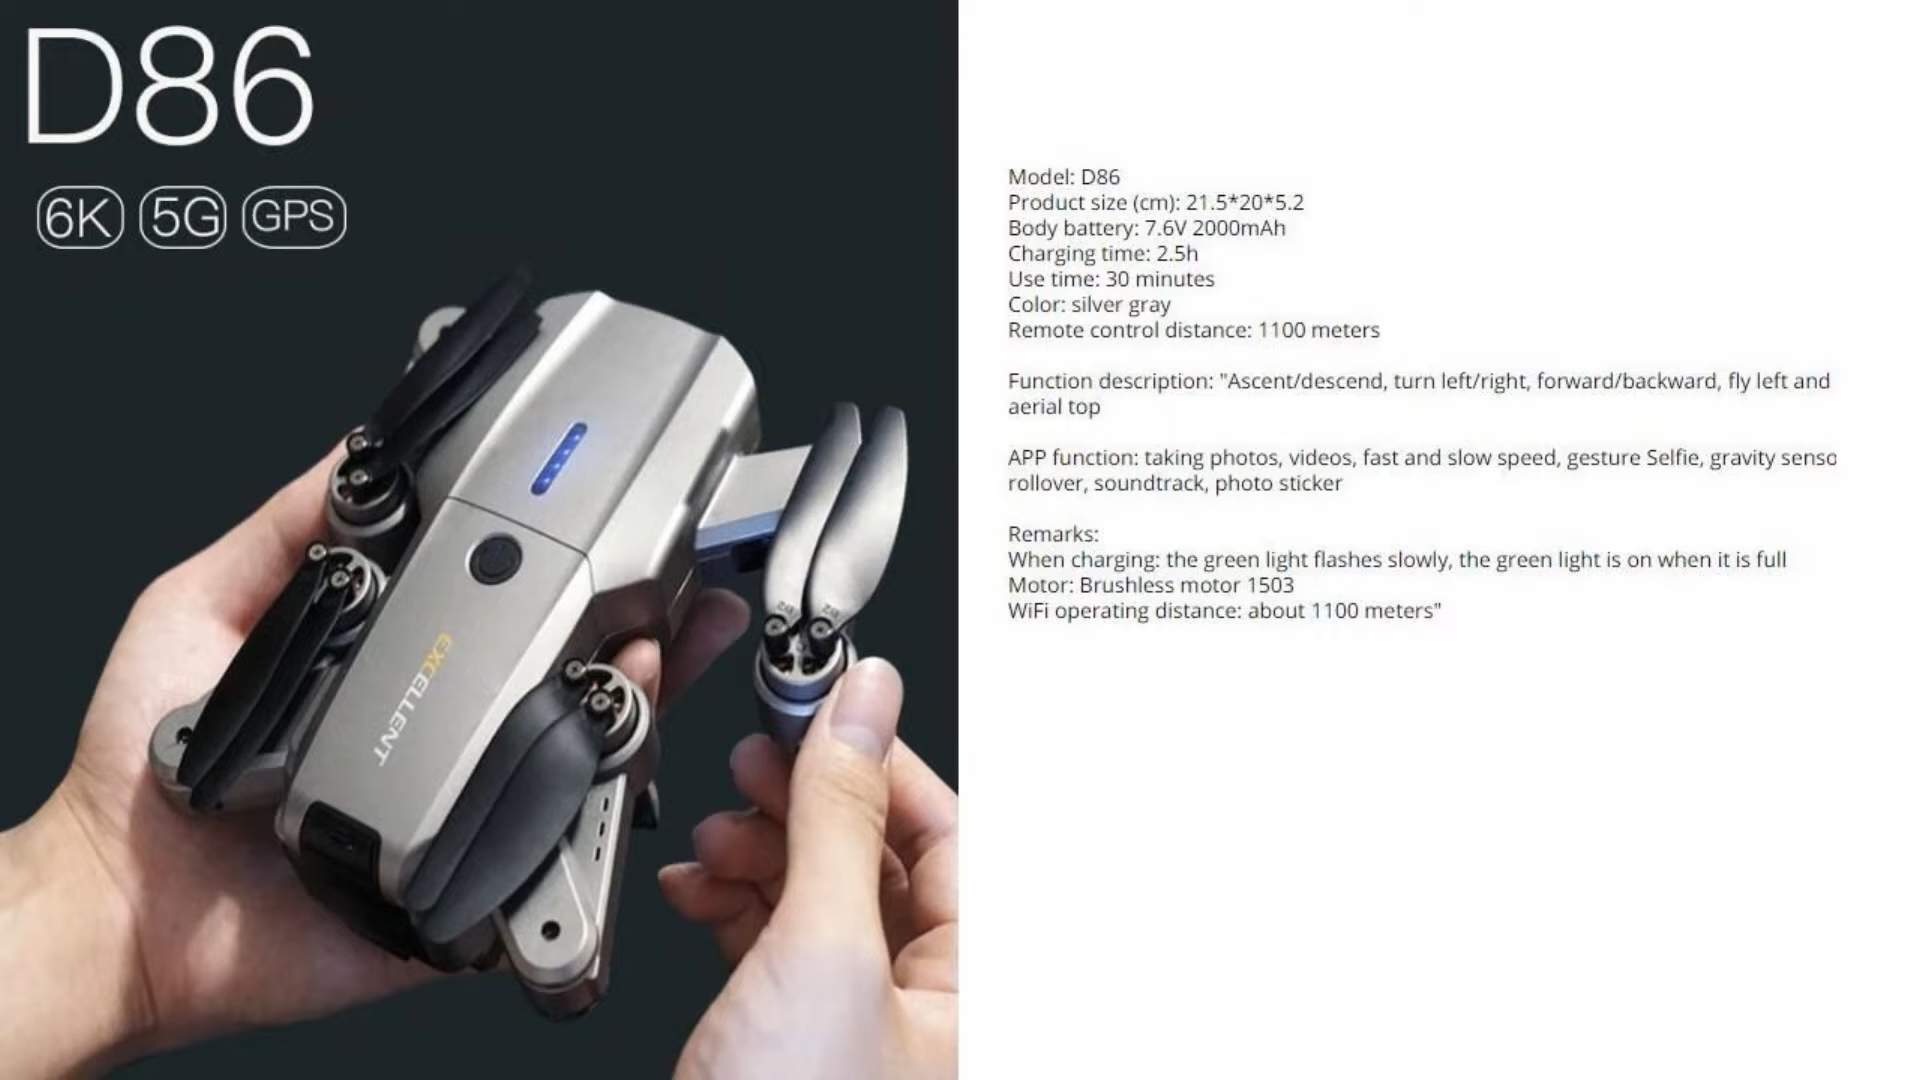 D86
6K 5G GPS
EXCELLENT
Model: D86
Product size (cm): 21.5*20*5.2
Body battery: 7.6V 2000mAh
Charging time: 2.5h
Use time: 30 minutes
Color: silver gray
Remote control distance: 1100 meters
Function description: "Ascent/descend, turn left/right, forward/backward, fly left and
aerial top
APP function: taking photos, videos, fast and slow speed, gesture Selfie, gravity senso
rollover, soundtrack, photo sticker
Remarks:
When charging: the green light flashes slowly, the green light is on when it is full
Motor: Brushless motor 1503
WiFi operating distance: about 1100 meters"